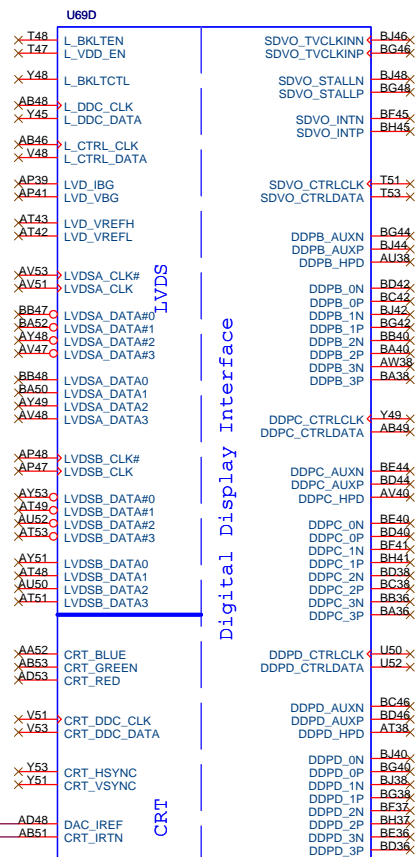 U69D
T48 L_BKLTEN
T47 L_VDD_EN
Y48 L_BKLTCTL
AB48 L_DDC_CLK
Y45 L_DDC_DATA
AB46 L_CTRL_CLK
V48 L_CTRL_DATA
AP39 LVD_IBG
AP41 LVD_VBG
AT43 LVD_VREFH
AT42 LVD_VREFL
AV53 LVDSA_CLK#
AV51 LVDSA_CLK
BB47 LVDSA_DATA#0
BA52 LVDSA_DATA#1
AY48 LVDSA_DATA#2
AV47 LVDSA_DATA#3
BB48 LVDSA_DATA0
BA50 LVDSA_DATA1
AY49 LVDSA_DATA2
AV48 LVDSA_DATA3
AP48 LVDSB_CLK#
AP47 LVDSB_CLK
AY53 LVDSB_DATA#0
AT49 LVDSB_DATA#1
AU52 LVDSB_DATA#2
AT53 LVDSB_DATA#3
AY51 LVDSB_DATA0
AT48 LVDSB_DATA1
AU50 LVDSB_DATA2
AT51 LVDSB_DATA3
AA52 CRT_BLUE
AB53 CRT_GREEN
AD53 CRT_RED
V51 CRT_DDC_CLK
V53 CRT_DDC_DATA
Y53 CRT_HSYNC
Y51 CRT_VSYNC
AD48 DAC_IREF
AB51 CRT_IRTN
LVDS
CRT
Digital Display Interface
SDVO_TVCLKINN BJ46
SDVO_TVCLKINP BG46
SDVO_STALLN BJ48
SDVO_STALLP BG48
SDVO_INTN BF45
SDVO_INTP BH45
SDVO_CTRLCLK T51
SDVO_CTRLDATA T53
DDPB_AUXN BG44
DDPB_AUXP BJ44
DDPB_HPD AU38
DDPB_0N BD42
DDPB_0P BC42
DDPB_1N BJ42
DDPB_1P BG42
DDPB_2N BB40
DDPB_2P BA40
DDPB_3N AW38
DDPB_3P BA38
DDPC_CTRLCLK Y49
DDPC_CTRLDATA AB49
DDPC_AUXN BE44
DDPC_AUXP BD44
DDPC_HPD AV40
DDPC_0N BE40
DDPC_0P BD40
DDPC_1N BF41
DDPC_1P BH41
DDPC_2N BD38
DDPC_2P BC38
DDPC_3N BB36
DDPC_3P BA36
DDPD_CTRLCLK U50
DDPD_CTRLDATA U52
DDPD_AUXN BC46
DDPD_AUXP BD46
DDPD_HPD AT38
DDPD_0N BJ40
DDPD_0P BG40
DDPD_1N BJ38
DDPD_1P BG38
DDPD_2N BF37
DDPD_2P BH37
DDPD_3N BE36
DDPD_3P BD36